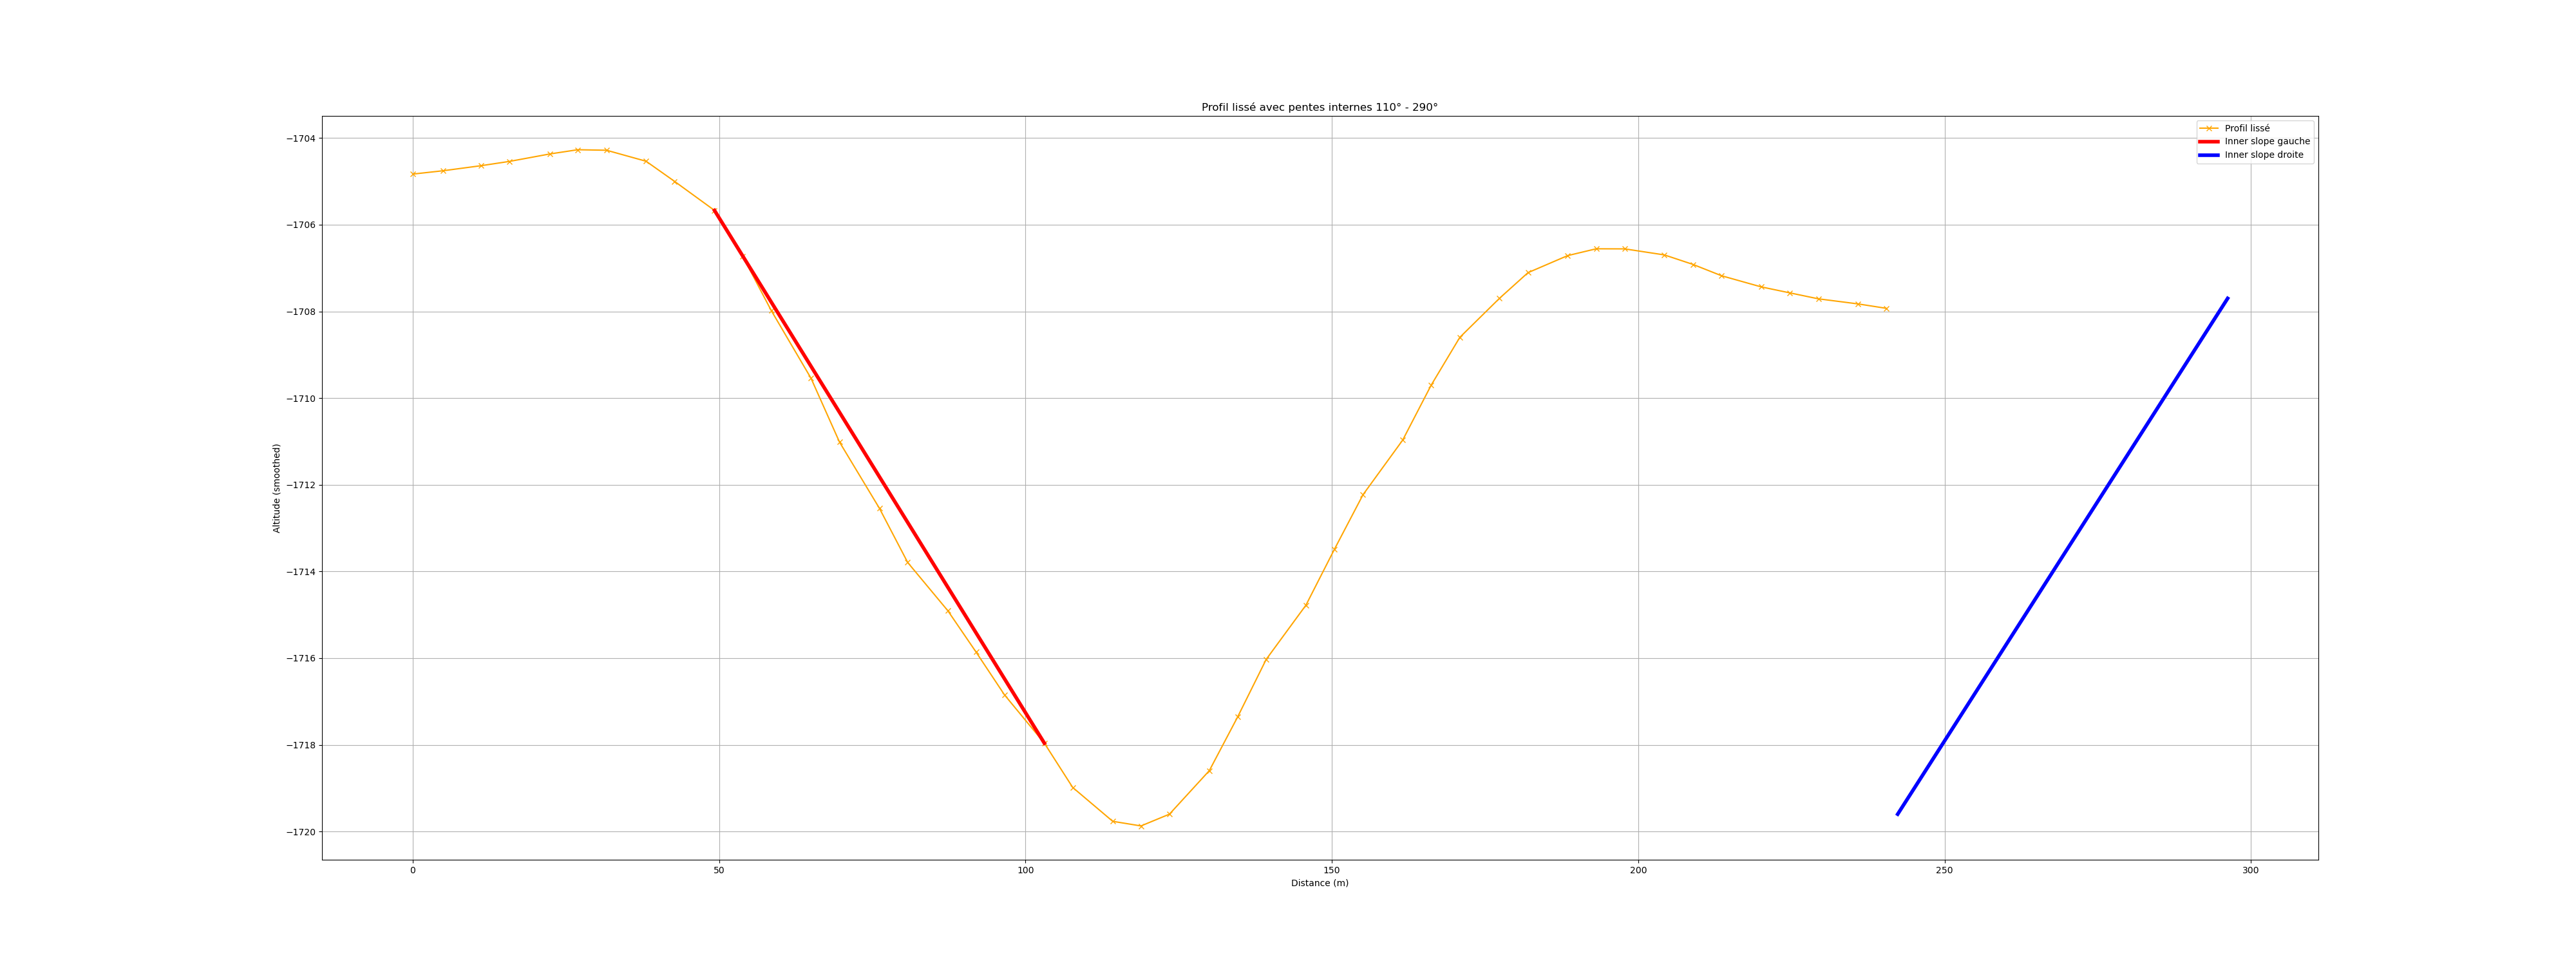 Profil lissé avec pentes internes 110° - 290°
Profil lissé
Inner slope gauche
Inner slope droite
Altitude (smoothed)
−1704
−1706
−1708
−1710
−1712
−1714
−1716
−1718
−1720
0 50 100 150 200 250 300
Distance (m)